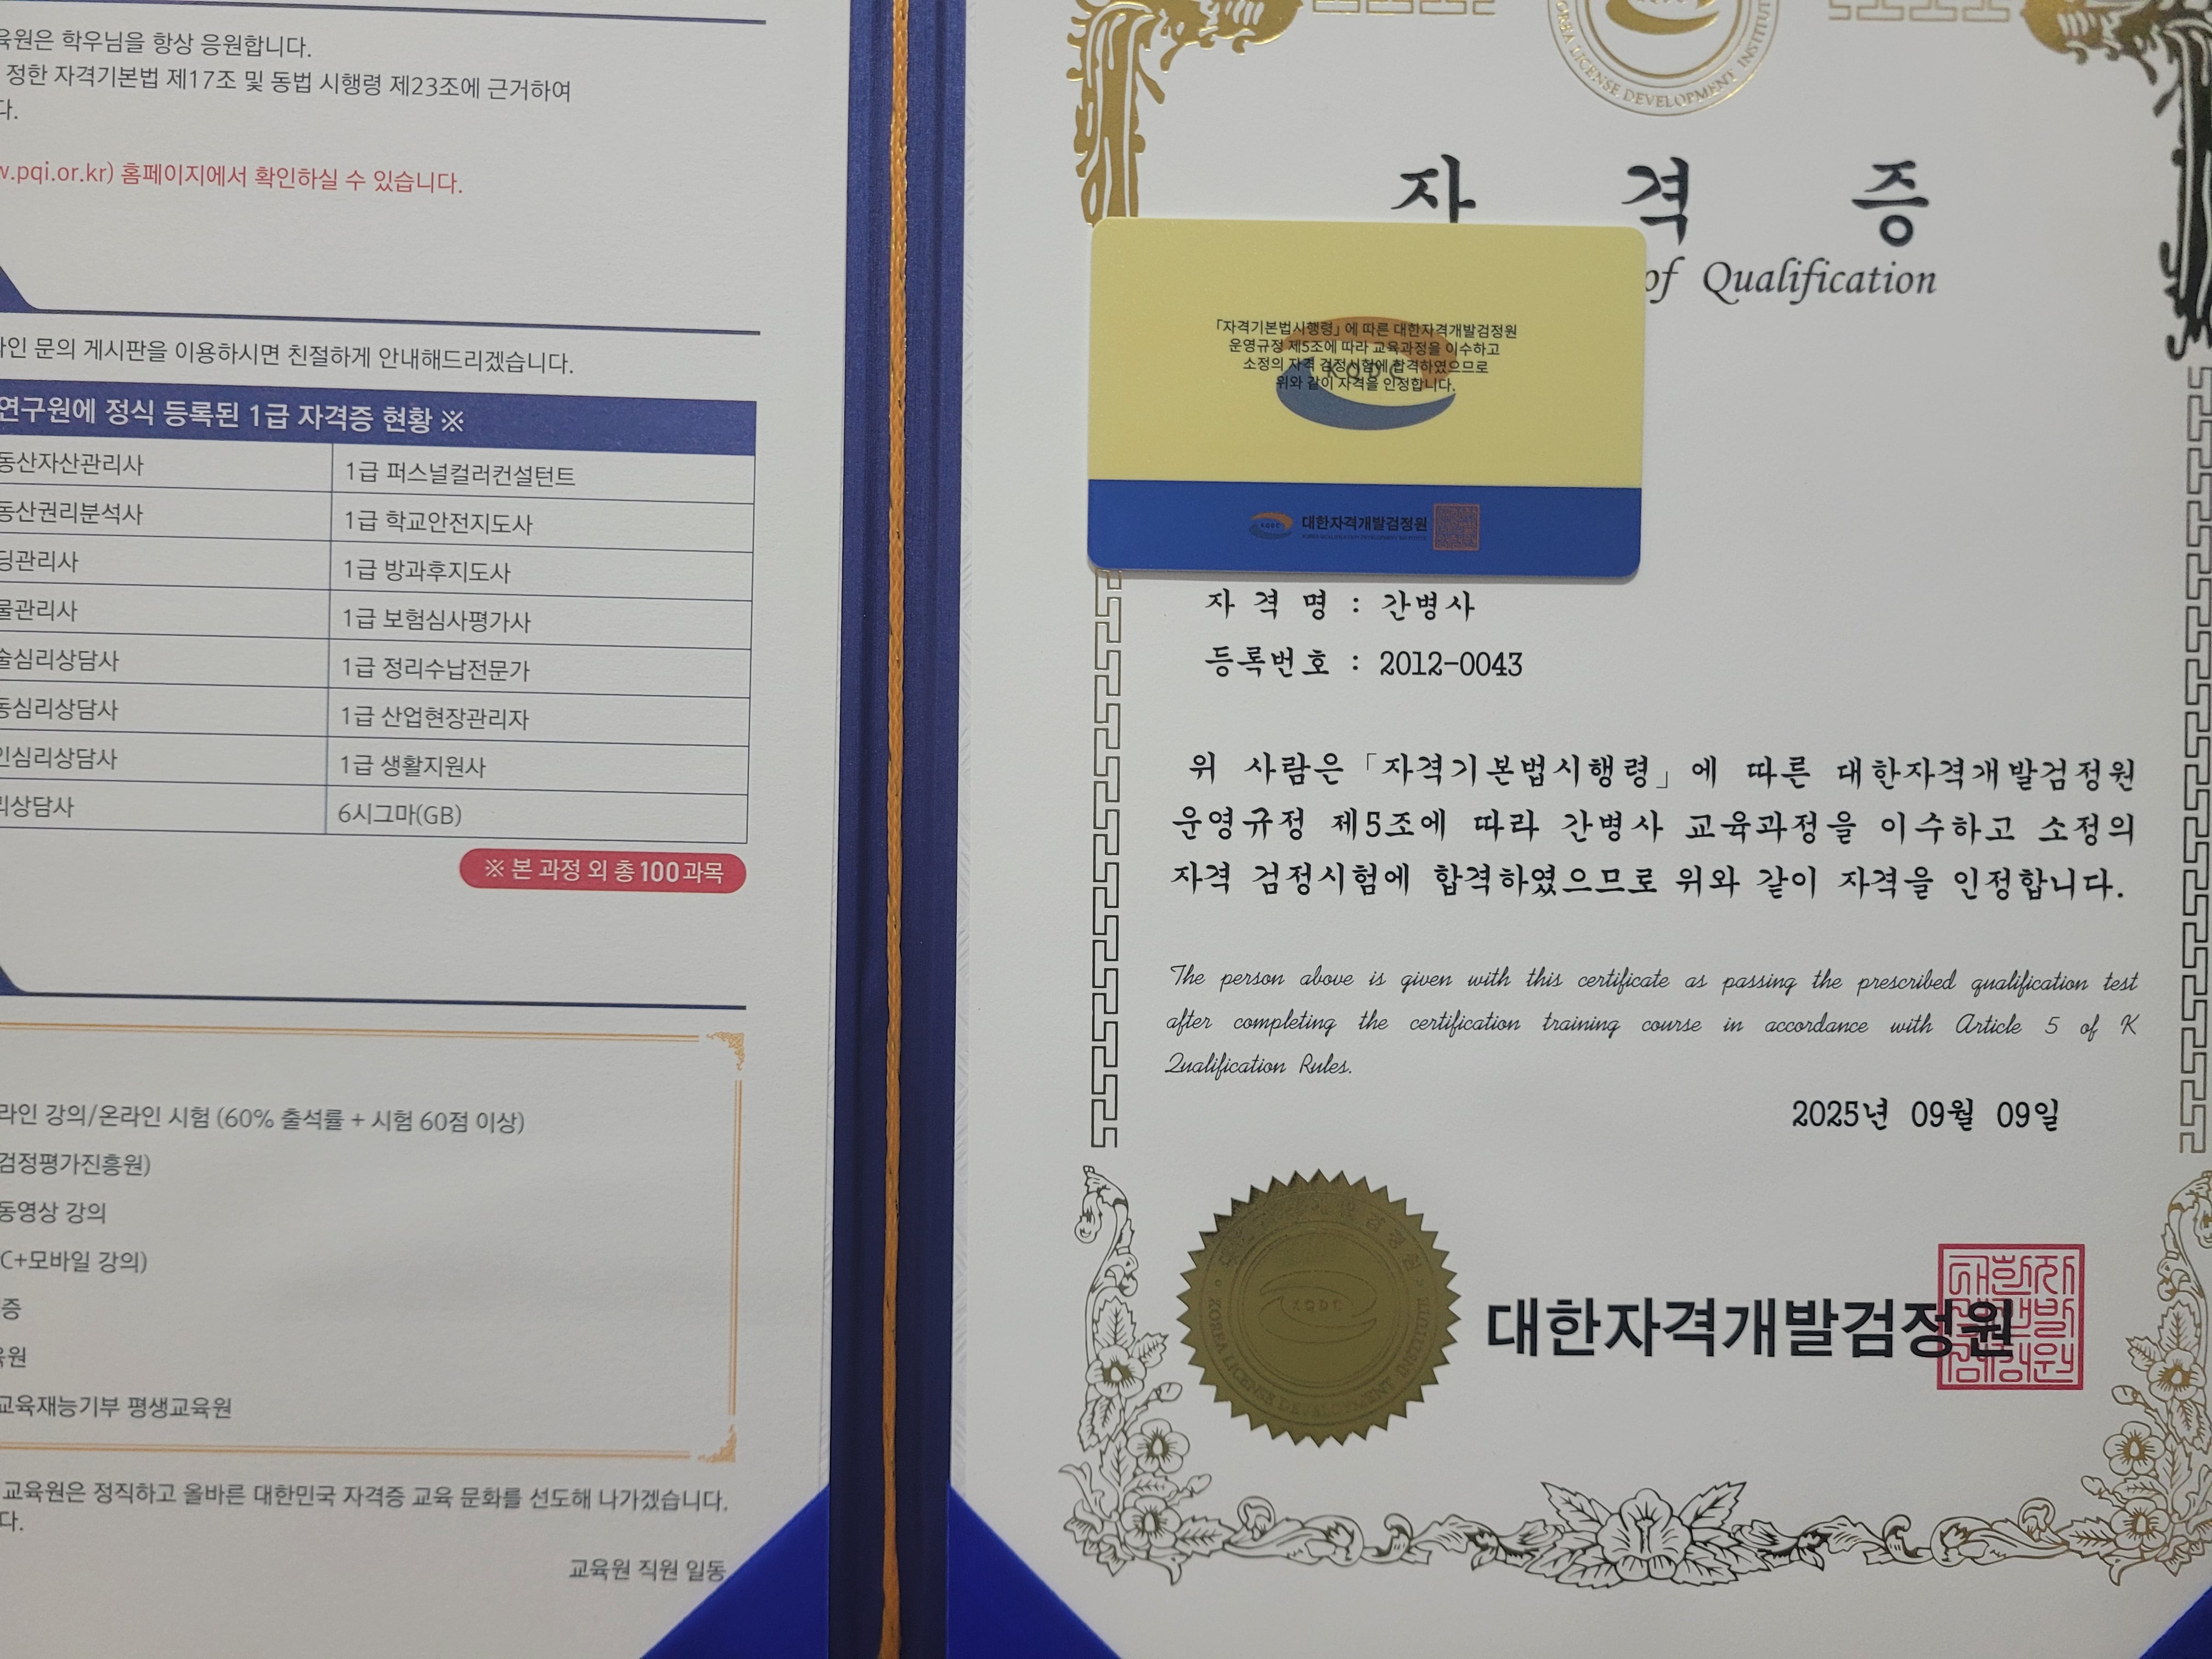 육원은 학우님을 항상 응원합니다.
정한 자격기본법 제17조 및 동법 시행령 제23조에 근거하여
다.
w.pqi.or.kr) 홈페이지에서 확인하실 수 있습니다.
인 문의 게시판을 이용하시면 친절하게 안내해드리겠습니다.
연구원에 정식 등록된 1급 자격증 현황 ※
동산자산관리사 1급 퍼스널컬러컨설턴트
동산권리분석사 1급 학교안전지도사
딩관리사 1급 방과후지도사
물관리사 1급 보험심사평가사
술심리상담사 1급 정리수납전문가
동심리상담사 1급 산업현장관리자
인심리상담사 1급 생활지원사
리상담사 6시그마(GB)
※ 본 과정 외 총 100과목
라인 강의/온라인 시험 (60% 출석률 + 시험 60점 이상)
검정평가진흥원)
동영상 강의
C+모바일 강의)
증
육원
교육재능기부 평생교육원
교육원은 정직하고 올바른 대한민국 자격증 교육 문화를 선도해 나가겠습니다.
다.
교육원 직원 일동
KOREA LICENSE DEVELOPMENT INSTITUT
자 격 증
of Qualification
「자격기본법시행령」에 따른 대한자격개발검정원
운영규정 제5조에 따라 교육과정을 이수하고
소정의 자격 검정시험에 합격하였으므로
위와 같이 자격을 인정합니다.
KQDC
대한자격개발검정원
자 격 명 : 간병사
등록번호 : 2012-0043
위 사람은「자격기본법시행령」에 따른 대한자격개발검정원
운영규정 제5조에 따라 간병사 교육과정을 이수하고 소정의
자격 검정시험에 합격하였으므로 위와 같이 자격을 인정합니다.
The person above is given with this certificate as passing the prescribed qualification test
after completing the certification training course in accordance with Article 5 of K
Qualification Rules.
2025년 09월 09일
KOREA LICENSE DEVELOPMENT INSTITUTE
대한자격개발검정원